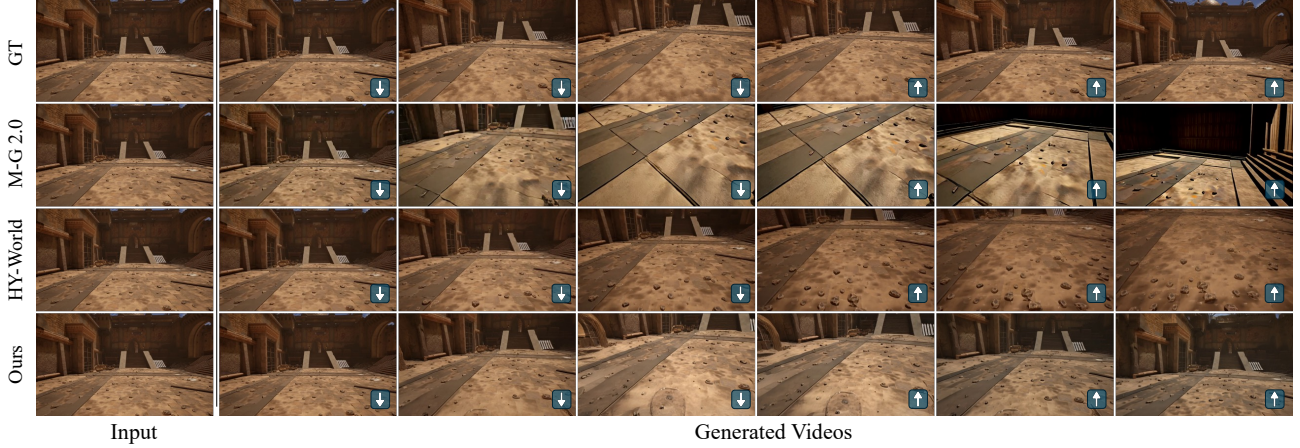 GT
M-G 2.0
HY-World
Ours
Input
Generated Videos